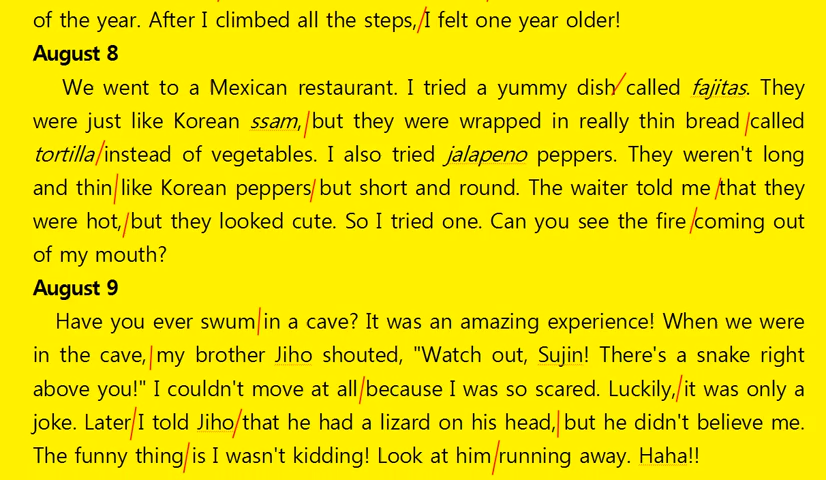 of the year. After I climbed all the steps,/I felt one year older!
August 8
We went to a Mexican restaurant. I tried a yummy dish/called fajitas. They
were just like Korean ssam,/but they were wrapped in really thin bread/called
tortilla/instead of vegetables. I also tried jalapeno peppers. They weren't long
and thin/like Korean peppers/but short and round. The waiter told me/that they
were hot,/but they looked cute. So I tried one. Can you see the fire/coming out
of my mouth?
August 9
Have you ever swum/in a cave? It was an amazing experience! When we were
in the cave,/my brother Jiho shouted, "Watch out, Sujin! There's a snake right
above you!" I couldn't move at all/because I was so scared. Luckily,/it was only a
joke. Later/I told Jiho/that he had a lizard on his head,/but he didn't believe me.
The funny thing/is I wasn't kidding! Look at him/running away. Haha!!